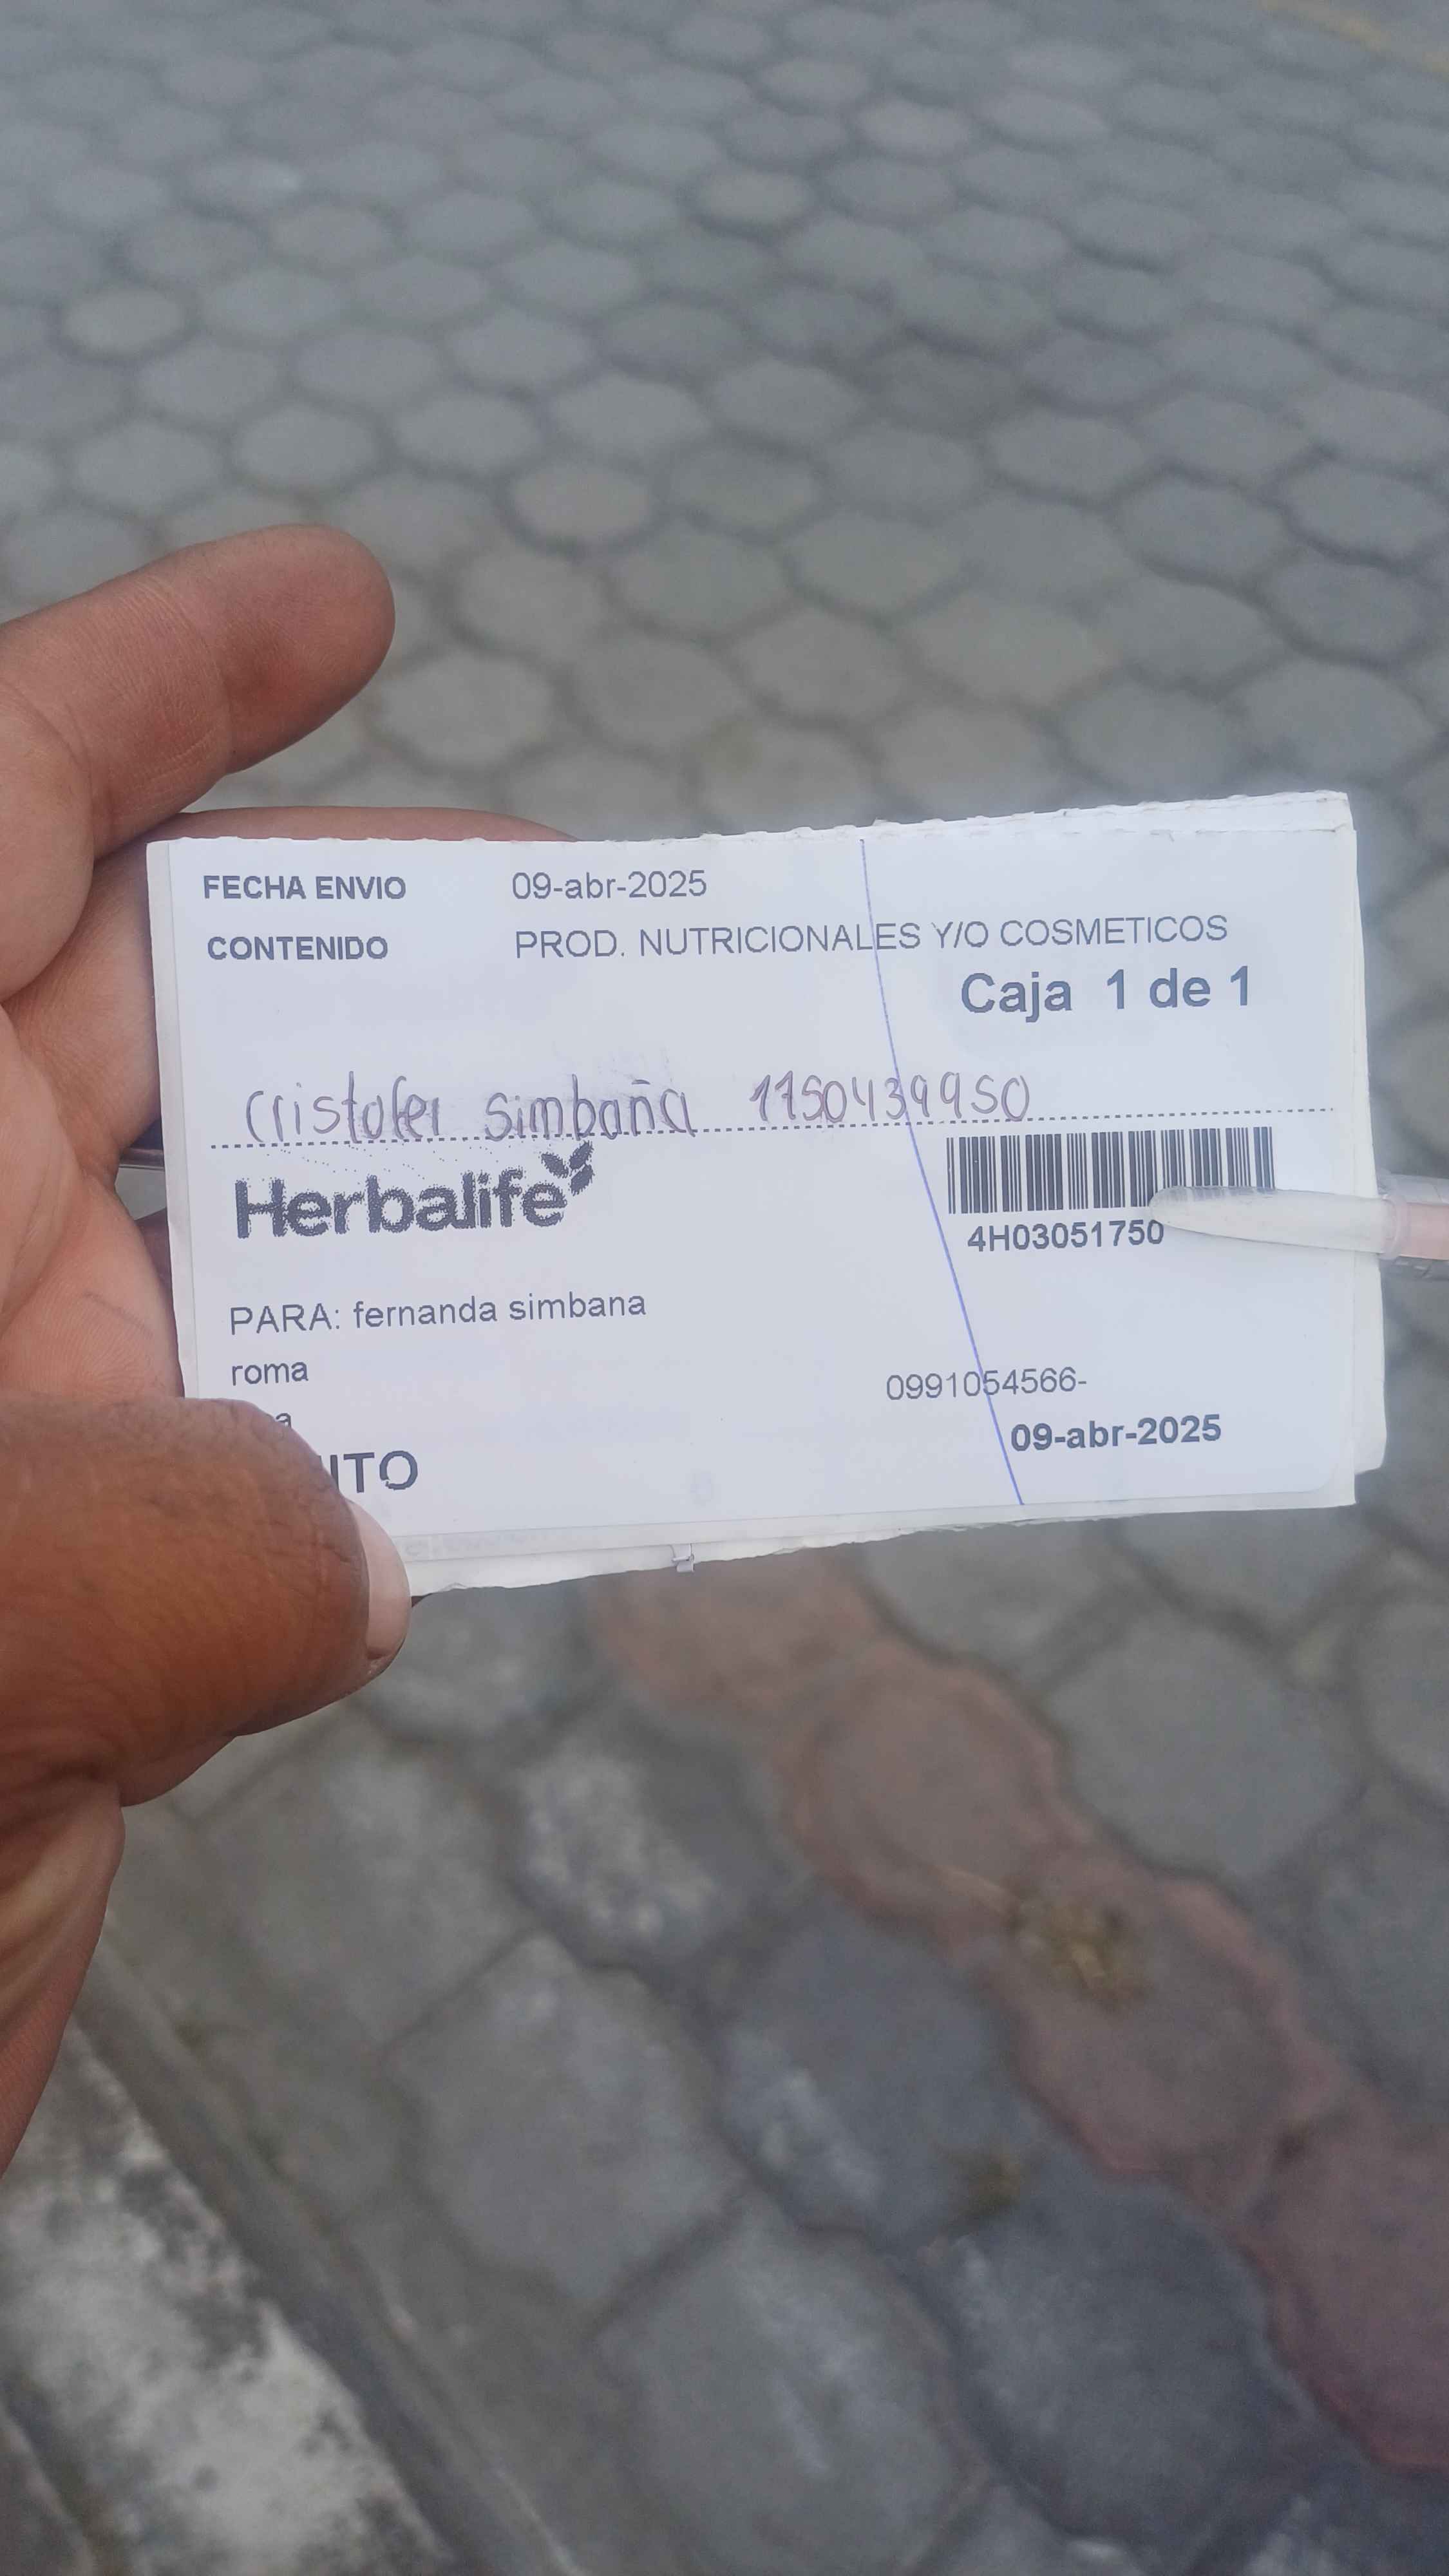 FECHA ENVIO 09-abr-2025
CONTENIDO PROD. NUTRICIONALES Y/O COSMETICOS
Caja 1 de 1
Cristofer Simbaña 1750439950
Herbalife
4H03051750
PARA: fernanda simbana
roma
0991054566-
09-abr-2025